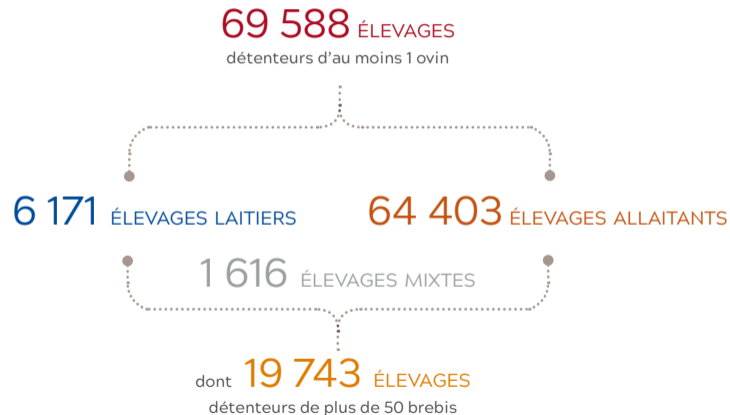 69 588 ÉLEVAGES
détenteurs d’au moins 1 ovin
6 171 ÉLEVAGES LAITIERS
64 403 ÉLEVAGES ALLAITANTS
1 616 ÉLEVAGES MIXTES
dont 19 743 ÉLEVAGES
détenteurs de plus de 50 brebis